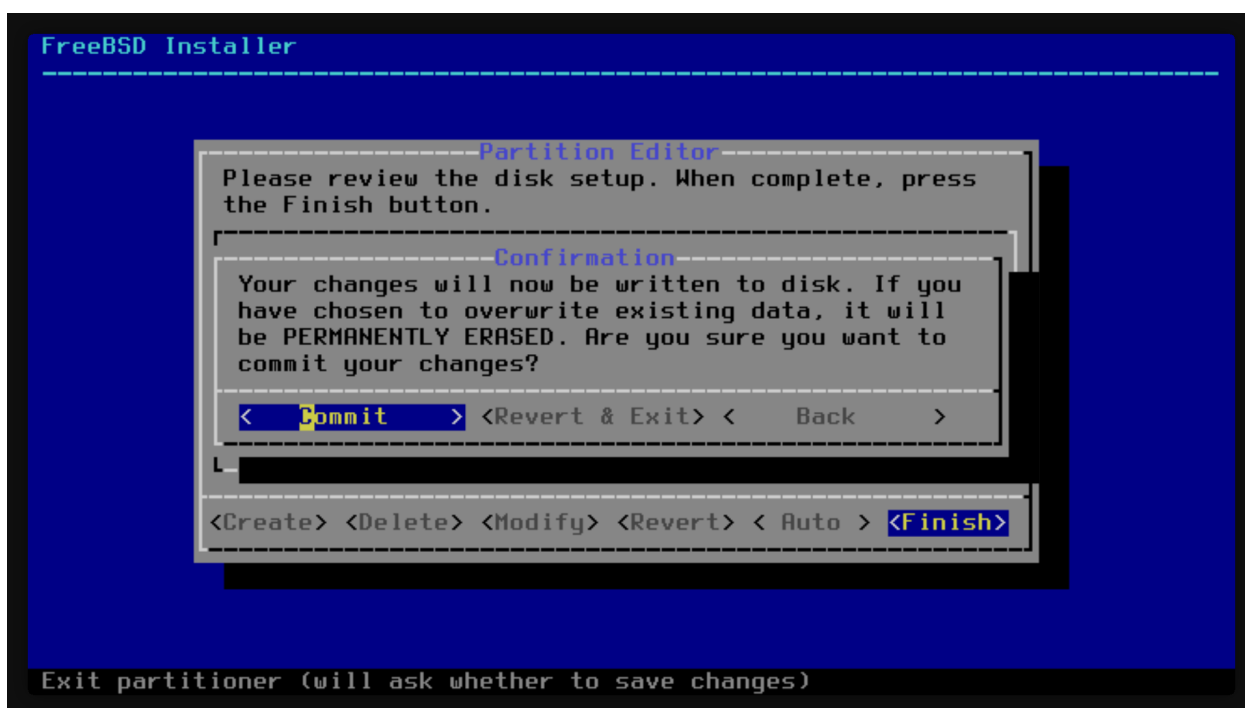 FreeBSD Installer
Partition Editor
Please review the disk setup. When complete, press
the Finish button.
Confirmation
Your changes will now be written to disk. If you
have chosen to overwrite existing data, it will
be PERMANENTLY ERASED. Are you sure you want to
commit your changes?
< Commit > <Revert & Exit> < Back >
<Create> <Delete> <Modify> <Revert> < Auto > <Finish>
Exit partitioner (will ask whether to save changes)